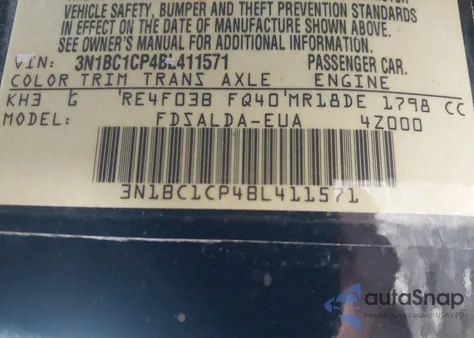 VEHICLE SAFETY, BUMPER AND THEFT PREVENTION STANDARDS
IN EFFECT ON THE DATE OF MANUFACTURE SHOWN ABOVE.
SEE OWNER'S MANUAL FOR ADDITIONAL INFORMATION.
VIN: 3N1BC1CP4BL411571 PASSENGER CAR.
COLOR TRIM TRANS AXLE ENGINE
KH3 G RE4F03B FQ40 MR18DE 1798 CC
MODEL: FDSALDA-EUA 4Z000
3N1BC1CP4BL411571
autoSnap